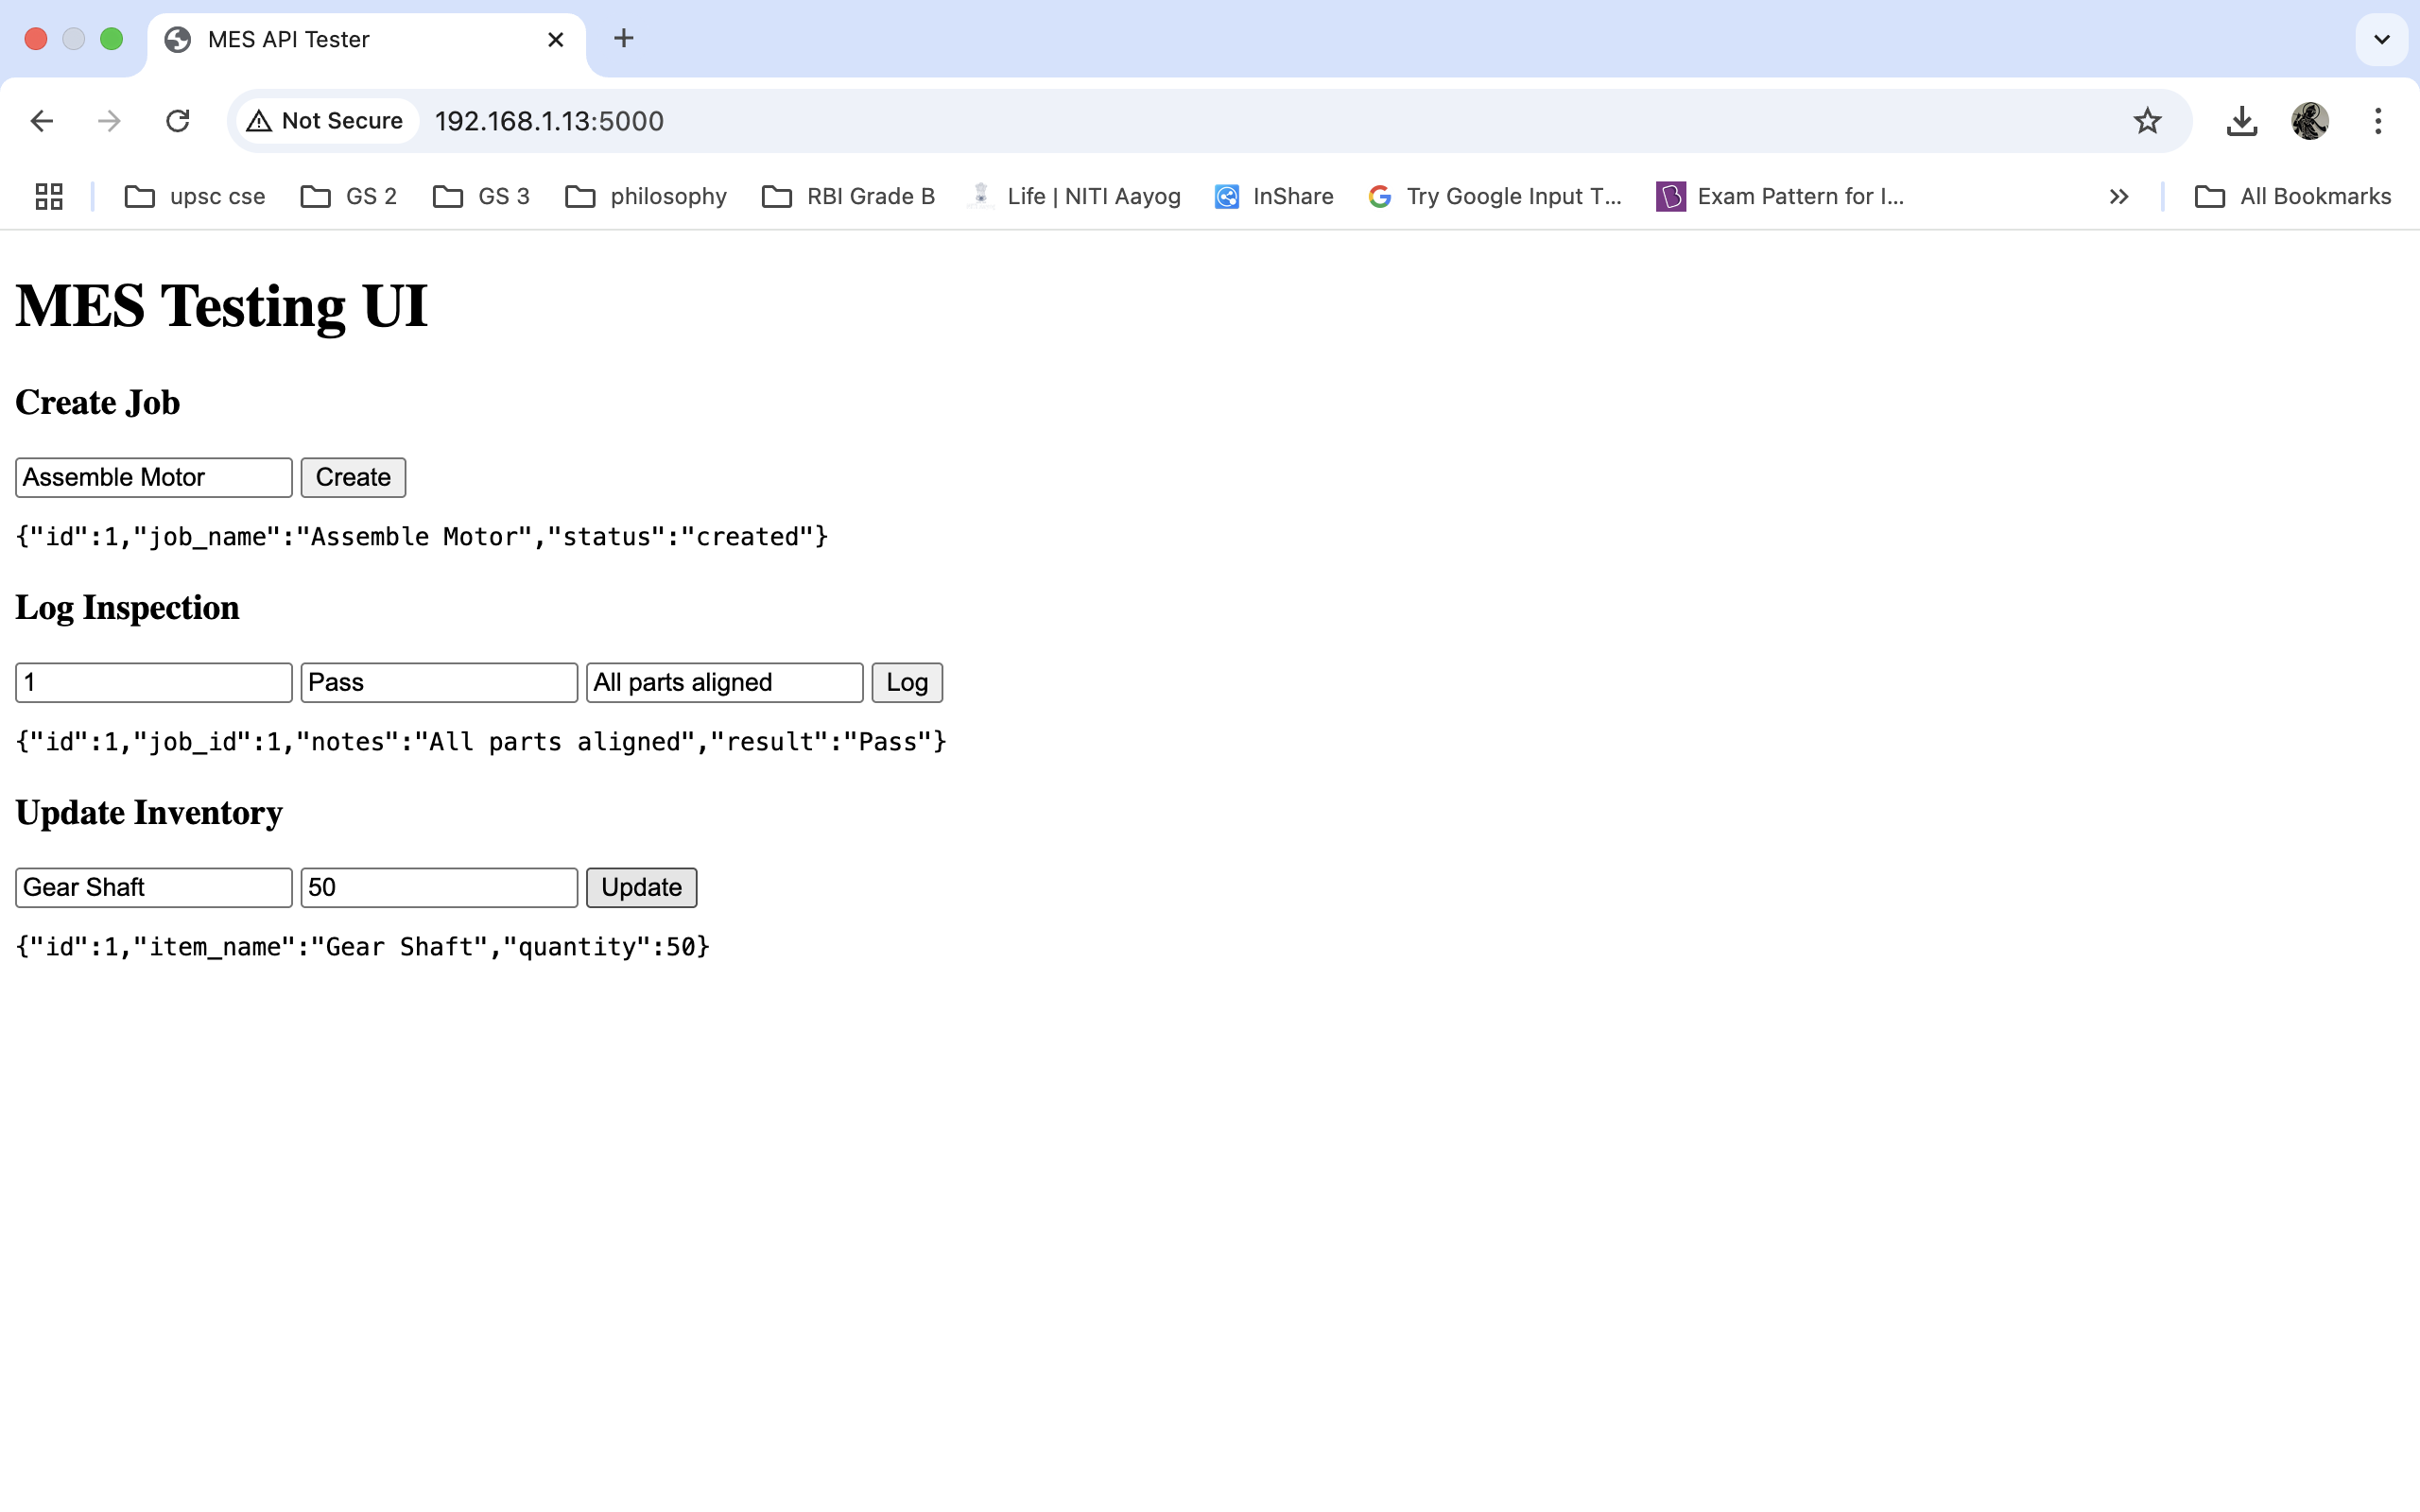 MES API Tester
Not Secure 192.168.1.13:5000
upsc cse GS 2 GS 3 philosophy RBI Grade B Life | NITI Aayog InShare Try Google Input T... Exam Pattern for I... All Bookmarks
MES Testing UI
Create Job
Assemble Motor Create
{"id":1,"job_name":"Assemble Motor","status":"created"}
Log Inspection
1 Pass All parts aligned Log
{"id":1,"job_id":1,"notes":"All parts aligned","result":"Pass"}
Update Inventory
Gear Shaft 50 Update
{"id":1,"item_name":"Gear Shaft","quantity":50}